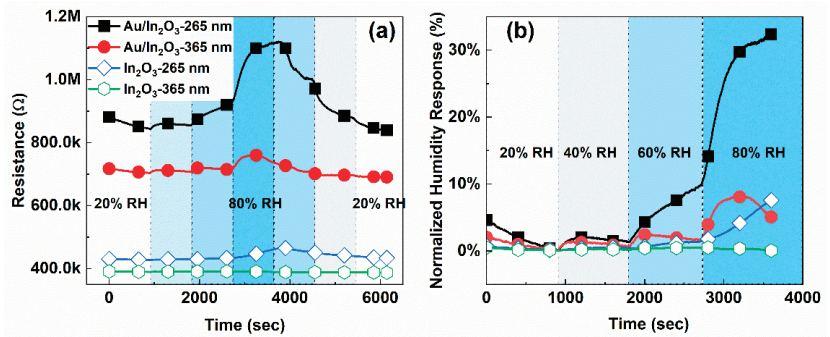 (a)
Au/In₂O₃-265 nm
Au/In₂O₃-365 nm
In₂O₃-265 nm
In₂O₃-365 nm
1.2M
1.0M
800.0k
600.0k
400.0k
Resistance (Ω)
20% RH
80% RH
20% RH
0 2000 4000 6000
Time (sec)
(b)
30%
20%
10%
0%
Normalized Humidity Response (%)
20% RH
40% RH
60% RH
80% RH
0 1000 2000 3000 4000
Time (sec)